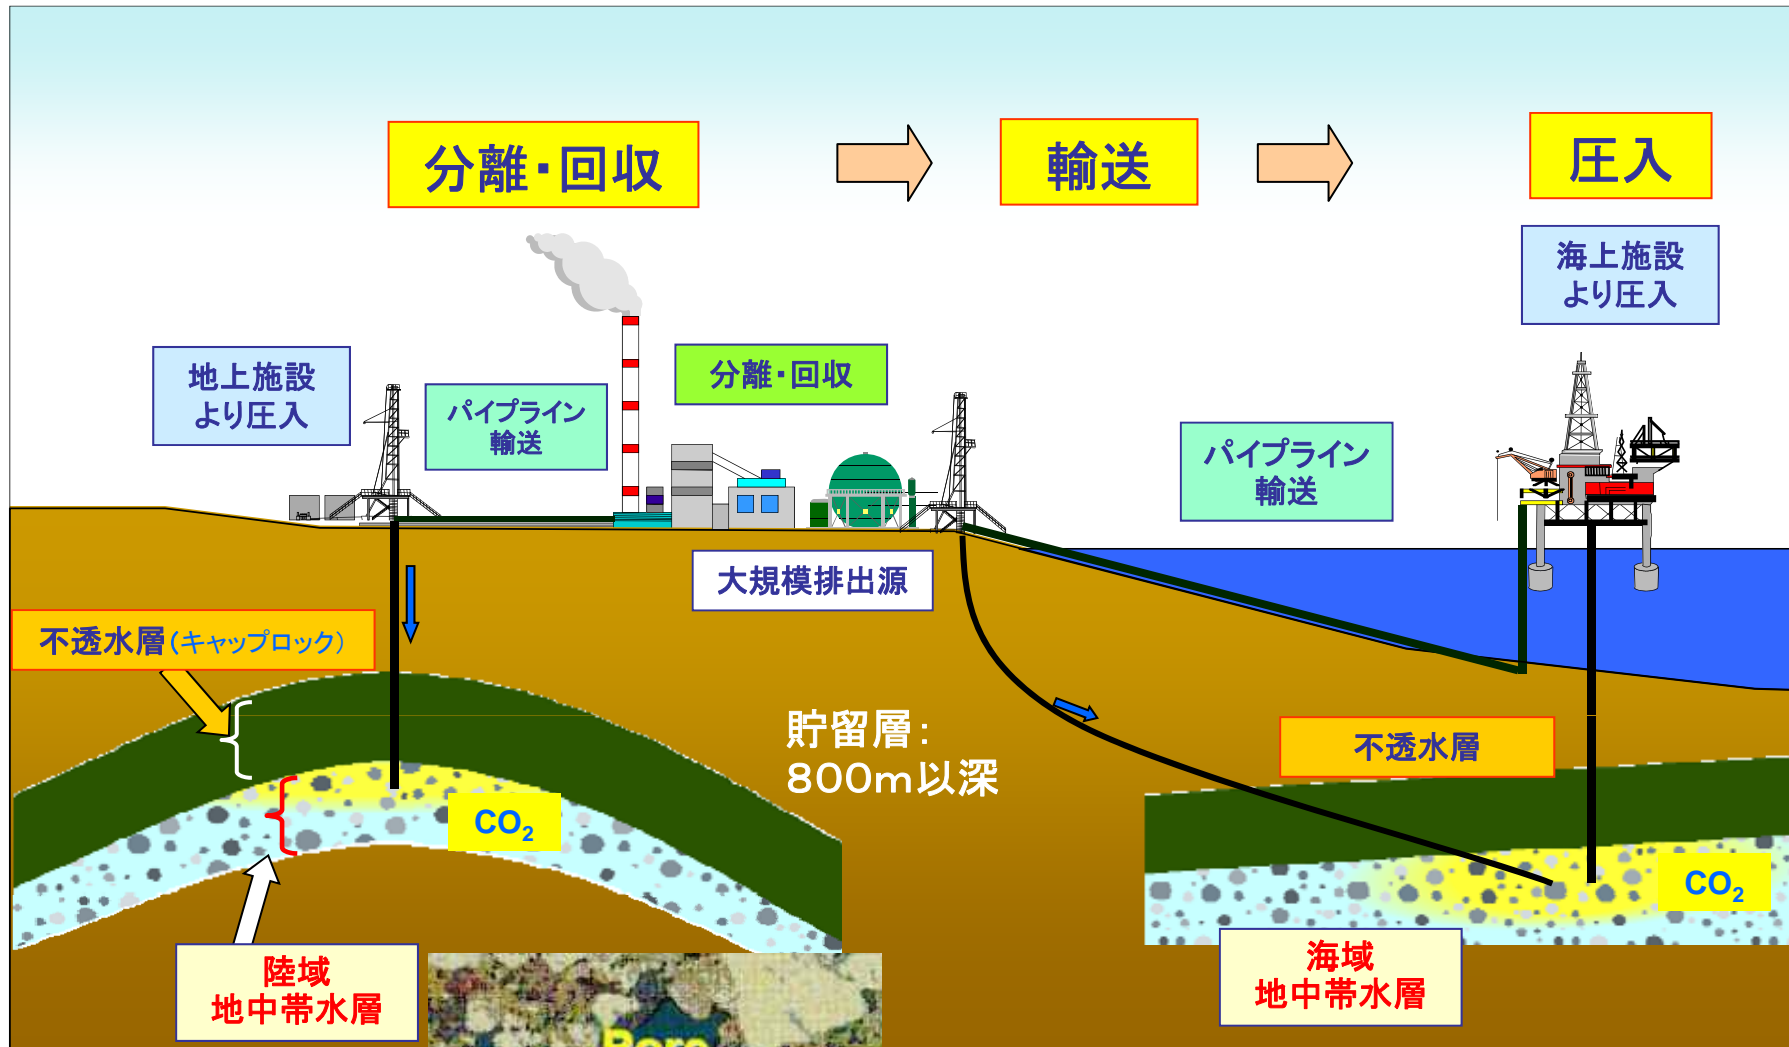 分離・回収
輸送
圧入
海上施設
より圧入
地上施設
より圧入
パイプライン
輸送
分離・回収
パイプライン
輸送
大規模排出源
不透水層(キャップロック)
貯留層：
800m以深
不透水層
CO₂
CO₂
陸域
地中帯水層
海域
地中帯水層
Pore